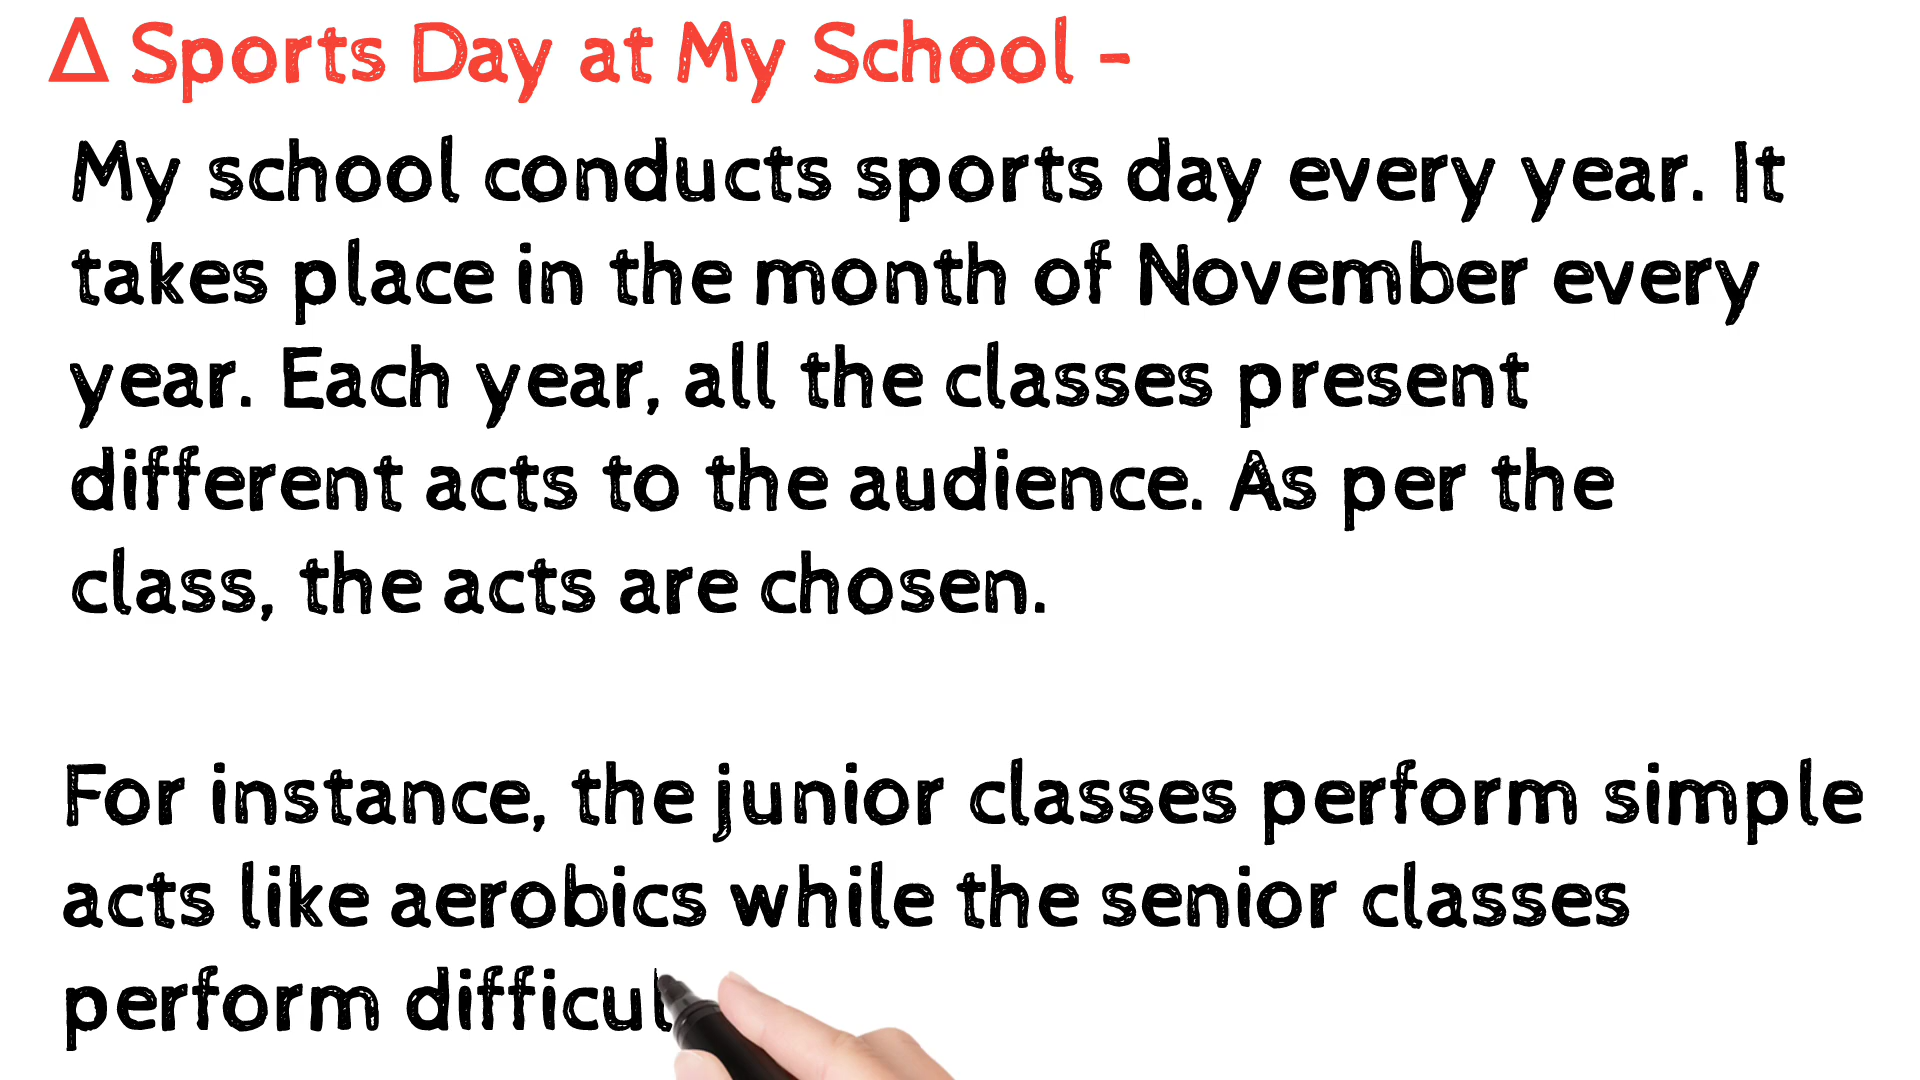 Δ Sports Day at My School -
My school conducts sports day every year. It
takes place in the month of November every
year. Each year, all the classes present
different acts to the audience. As per the
class, the acts are chosen.
For instance, the junior classes perform simple
acts like aerobics while the senior classes
perform difficul